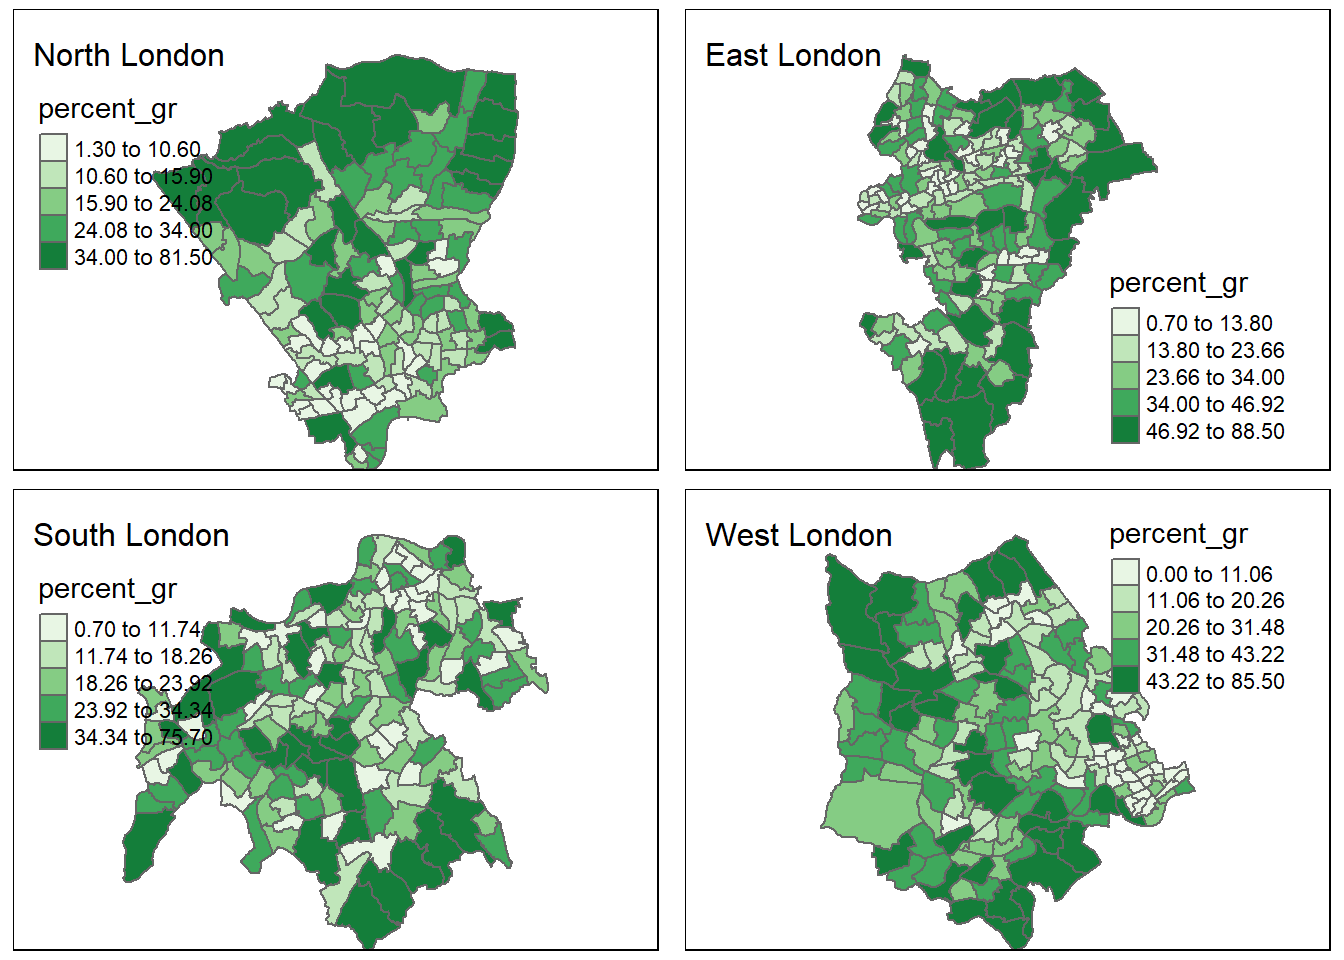 North London
percent_gr
1.30 to 10.60
10.60 to 15.90
15.90 to 24.08
24.08 to 34.00
34.00 to 81.50
East London
percent_gr
0.70 to 13.80
13.80 to 23.66
23.66 to 34.00
34.00 to 46.92
46.92 to 88.50
South London
percent_gr
0.70 to 11.74
11.74 to 18.26
18.26 to 23.92
23.92 to 34.34
34.34 to 75.70
West London
percent_gr
0.00 to 11.06
11.06 to 20.26
20.26 to 31.48
31.48 to 43.22
43.22 to 85.50